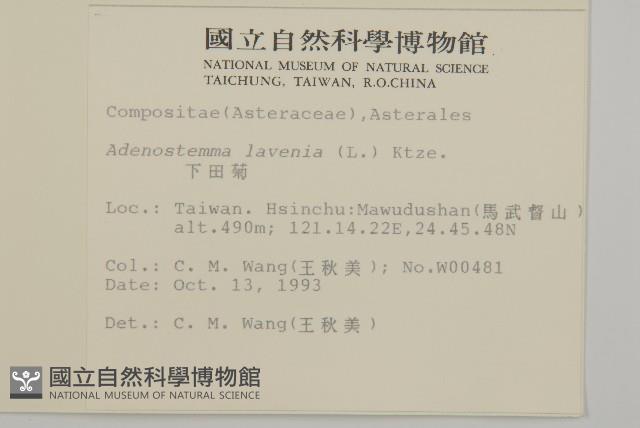 國立自然科學博物館
NATIONAL MUSEUM OF NATURAL SCIENCE
TAICHUNG, TAIWAN, R.O.CHINA
Compositae(Asteraceae),Asterales
Adenostemma lavenia (L.) Ktze.
下田菊
Loc.: Taiwan. Hsinchu:Mawudushan(馬武督山)
alt.490m; 121.14.22E,24.45.48N
Col.: C. M. Wang(王秋美); No.W00481
Date: Oct. 13, 1993
Det.: C. M. Wang(王秋美)
國立自然科學博物館
NATIONAL MUSEUM OF NATURAL SCIENCE